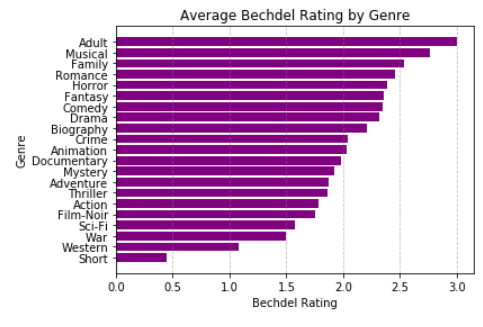 Average Bechdel Rating by Genre
Genre
Adult
Musical
Family
Romance
Horror
Fantasy
Comedy
Drama
Biography
Crime
Animation
Documentary
Mystery
Adventure
Thriller
Action
Film-Noir
Sci-Fi
War
Western
Short
0.0 0.5 1.0 1.5 2.0 2.5 3.0
Bechdel Rating